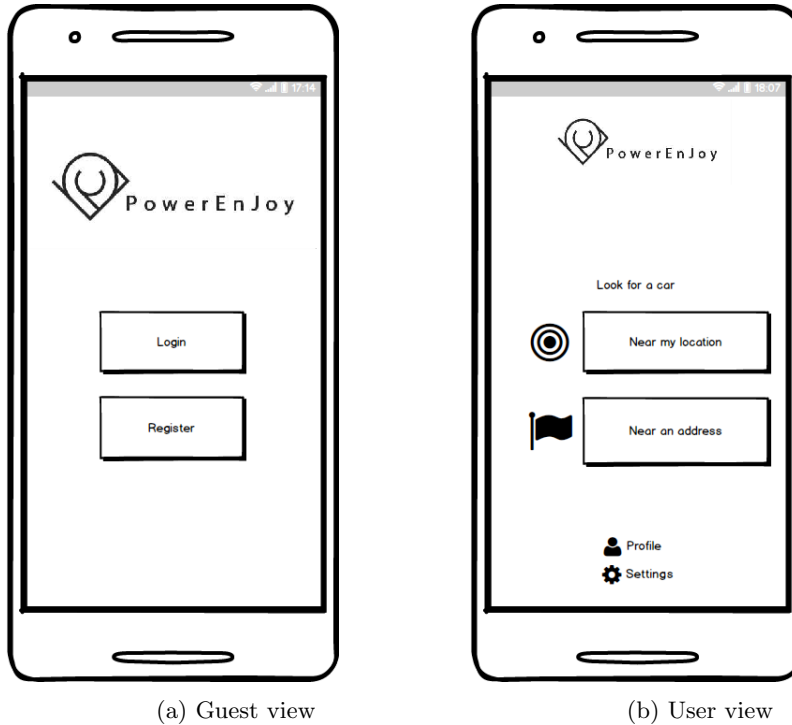 17:14
PowerEnJoy
Login
Register
(a) Guest view
18:07
PowerEnJoy
Look for a car
Near my location
Near an address
Profile
Settings
(b) User view